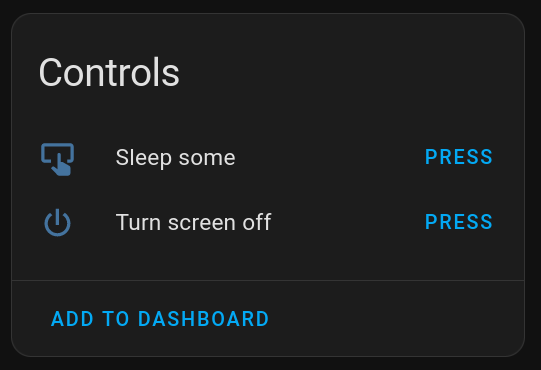 Controls
Sleep some PRESS
Turn screen off PRESS
ADD TO DASHBOARD